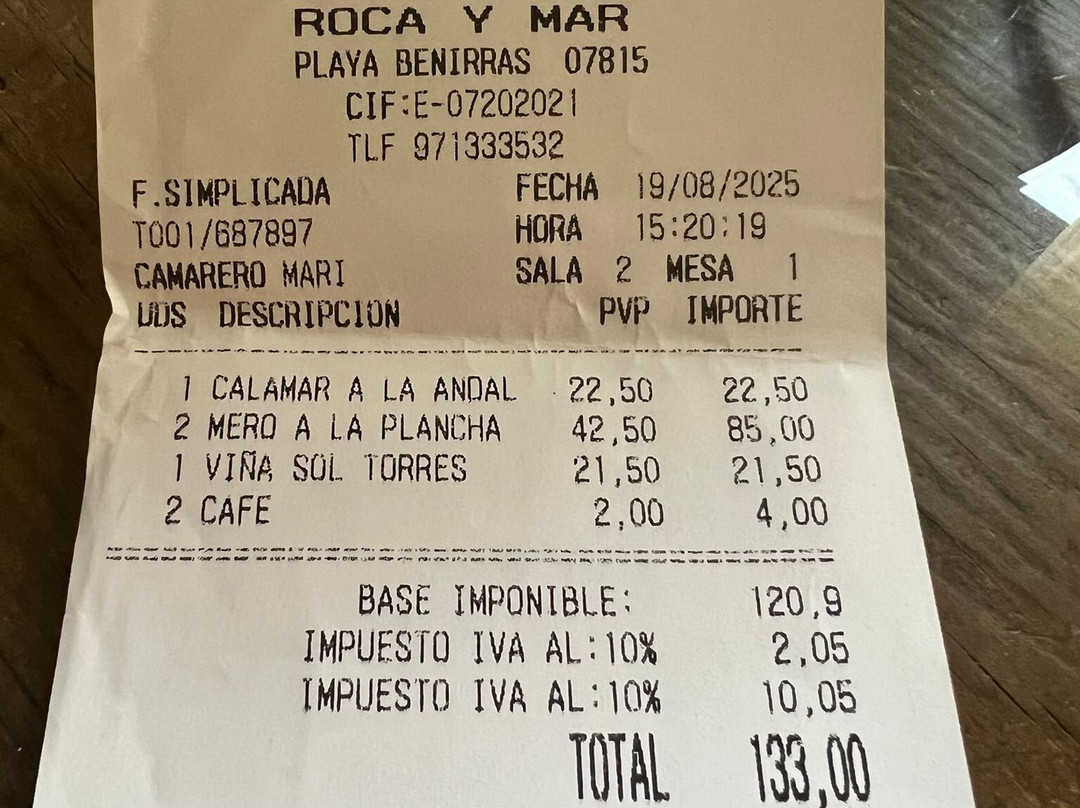 ROCA Y MAR
PLAYA BENIRRAS 07815
CIF:E-07202021
TLF 971333532
F.SIMPLICADA FECHA 19/08/2025
T001/687897 HORA 15:20:19
CAMARERO MARI SALA 2 MESA 1
UDS DESCRIPCION PVP IMPORTE
1 CALAMAR A LA ANDAL 22,50 22,50
2 MERO A LA PLANCHA 42,50 85,00
1 VIÑA SOL TORRES 21,50 21,50
2 CAFE 2,00 4,00
BASE IMPONIBLE: 120,9
IMPUESTO IVA AL:10% 2,05
IMPUESTO IVA AL:10% 10,05
TOTAL 133,00